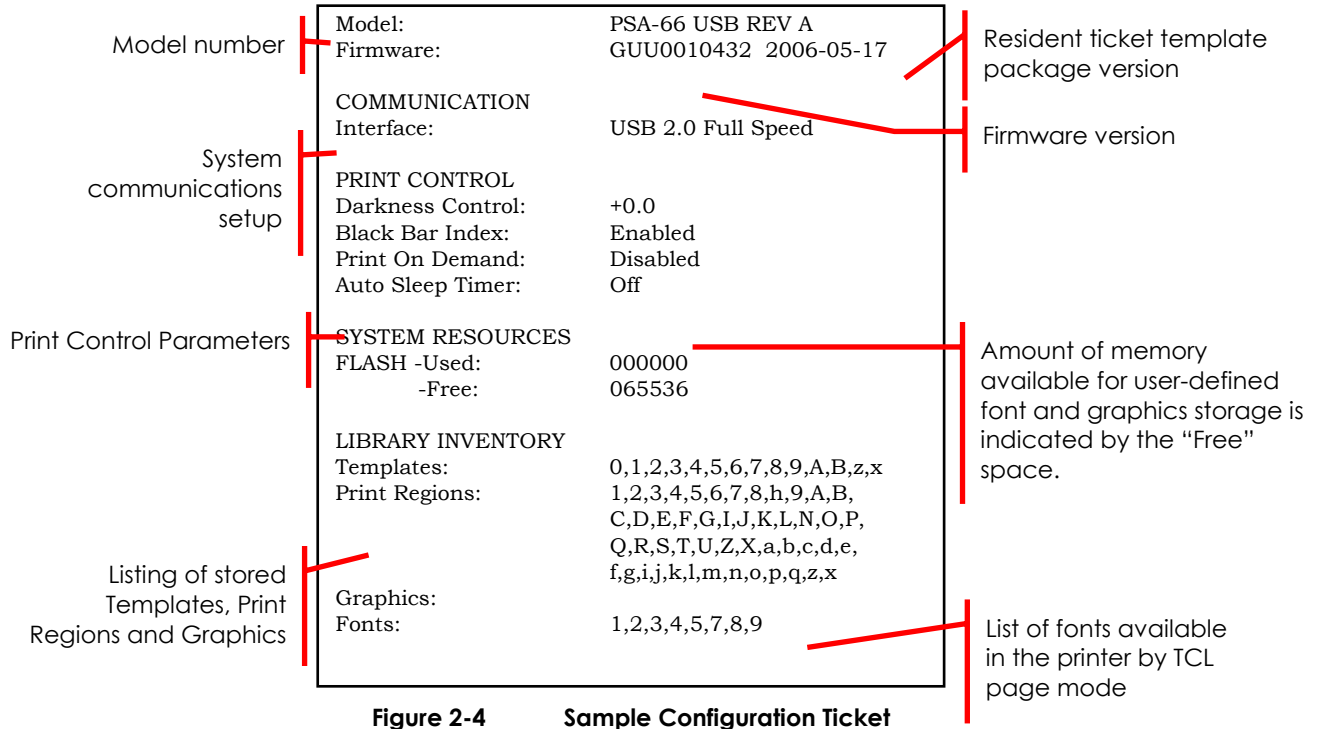 Model number
System
communications
setup
Print Control Parameters
Listing of stored
Templates, Print
Regions and Graphics
Model: PSA-66 USB REV A
Firmware: GUU0010432 2006-05-17
COMMUNICATION
Interface: USB 2.0 Full Speed
PRINT CONTROL
Darkness Control: +0.0
Black Bar Index: Enabled
Print On Demand: Disabled
Auto Sleep Timer: Off
SYSTEM RESOURCES
FLASH -Used: 000000
-Free: 065536
LIBRARY INVENTORY
Templates: 0,1,2,3,4,5,6,7,8,9,A,B,z,x
Print Regions: 1,2,3,4,5,6,7,8,h,9,A,B,
C,D,E,F,G,I,J,K,L,N,O,P,
Q,R,S,T,U,Z,X,a,b,c,d,e,
f,g,i,j,k,l,m,n,o,p,q,z,x
Graphics:
Fonts: 1,2,3,4,5,7,8,9
Resident ticket template
package version
Firmware version
Amount of memory
available for user-defined
font and graphics storage is
indicated by the “Free”
space.
List of fonts available
in the printer by TCL
page mode
Figure 2-4 Sample Configuration Ticket